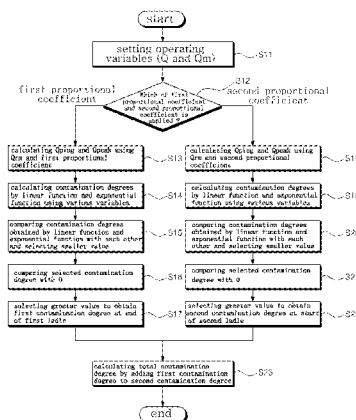 start
setting operating
variables (Q and Qm)
S11
S12
Which of first
proportional coefficient
and second proportional
coefficient is
applied ?
first proportional
coefficient
second proportional
coefficient
calculating Qplug and Qpeak using
Qm and first proportional
coefficient
S13
calculating contamination degrees
by linear function and exponential
function using various variables
S14
comparing contamination degrees
obtained by linear function and
exponential function with each other
and selecting smaller value
S15
comparing selected contamination
degree with 0
S16
selecting greater value to obtain
first contamination degree at end
of first ladle
S17
calculating Qplug and Qpeak using
Qm and second proportional
coefficient
calculating contamination degrees
by linear function and exponential
function using various variables
comparing contamination degrees
obtained by linear function and
exponential function with each
other and selecting smaller value
comparing selected contamination
degree with 0
selecting greater value to obtain
second contamination degree at start
of second ladle
calculating total contamination
degree by adding first contamination
degree to second contamination degree
S23
end